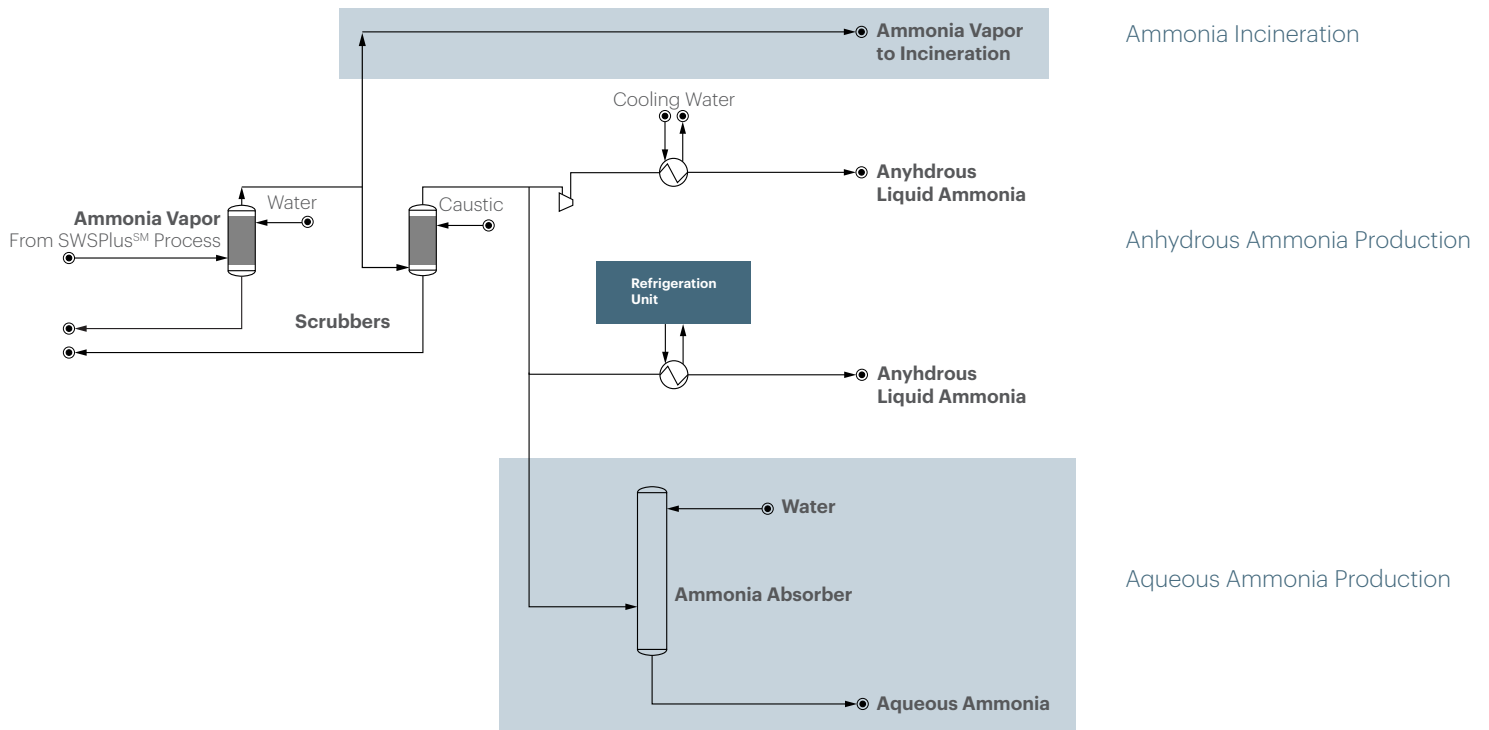 Ammonia Vapor
to Incineration
Ammonia Incineration
Cooling Water
Anyhdrous
Liquid Ammonia
Water
Caustic
Ammonia Vapor
From SWSPlus℠ Process
Anhydrous Ammonia Production
Refrigeration
Unit
Scrubbers
Anyhdrous
Liquid Ammonia
Water
Ammonia Absorber
Aqueous Ammonia Production
Aqueous Ammonia